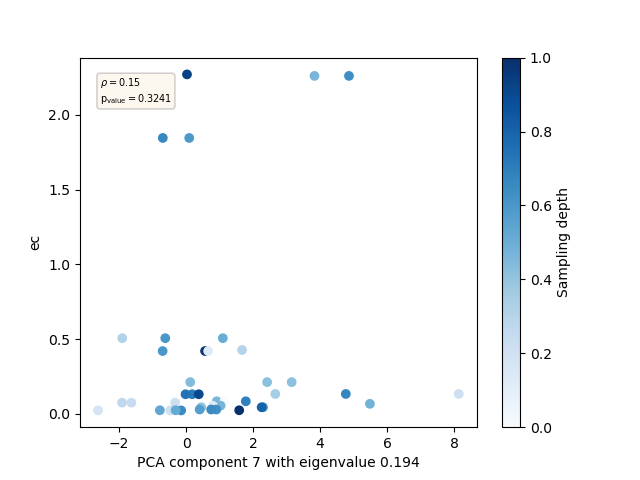 ρ = 0.15
p_value = 0.3241
2.0
1.5
1.0
0.5
0.0
ec
−2 0 2 4 6 8
PCA component 7 with eigenvalue 0.194
1.0
0.8
0.6
0.4
0.2
0.0
Sampling depth